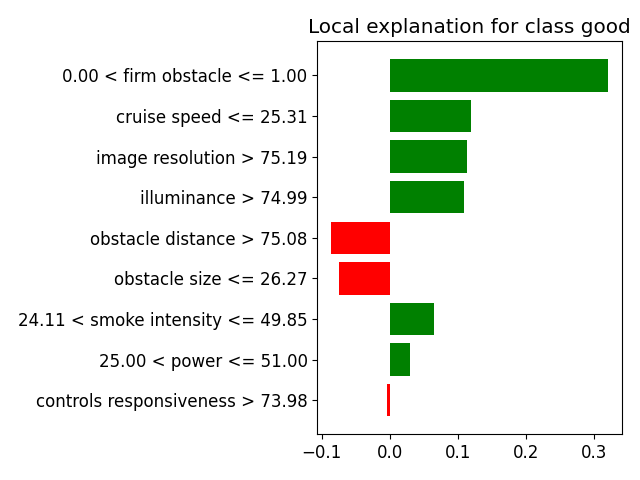 Local explanation for class good
0.00 < firm obstacle <= 1.00
cruise speed <= 25.31
image resolution > 75.19
illuminance > 74.99
obstacle distance > 75.08
obstacle size <= 26.27
24.11 < smoke intensity <= 49.85
25.00 < power <= 51.00
controls responsiveness > 73.98
−0.1 0.0 0.1 0.2 0.3